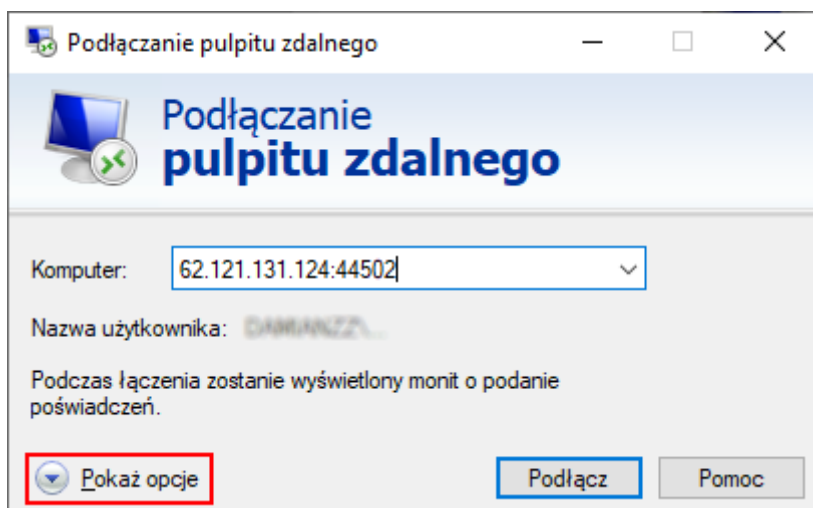 Podłączanie pulpitu zdalnego
Podłączanie
pulpitu zdalnego
Komputer: 62.121.131.124:44502
Nazwa użytkownika:
Podczas łączenia zostanie wyświetlony monit o podanie
poświadczeń.
Pokaż opcje Podłącz Pomoc